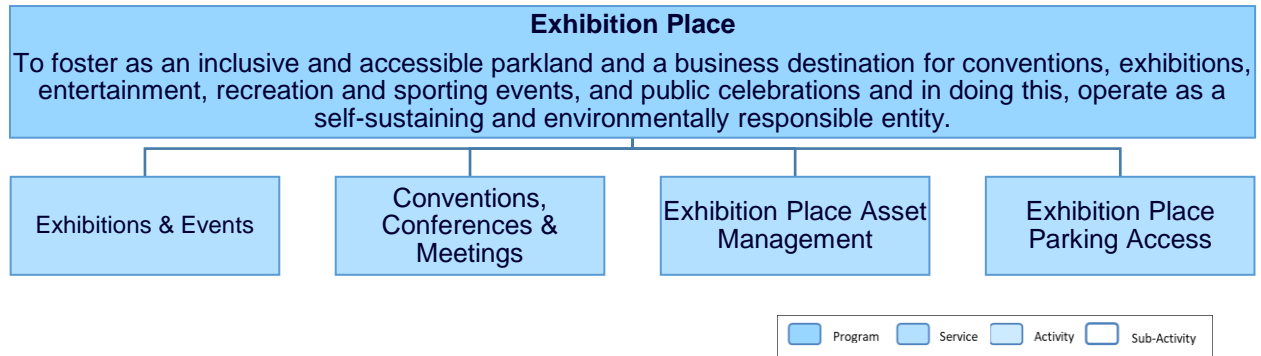 Exhibition Place
To foster as an inclusive and accessible parkland and a business destination for conventions, exhibitions,
entertainment, recreation and sporting events, and public celebrations and in doing this, operate as a
self-sustaining and environmentally responsible entity.
Exhibitions & Events
Conventions,
Conferences &
Meetings
Exhibition Place Asset
Management
Exhibition Place
Parking Access
Program Service Activity Sub-Activity